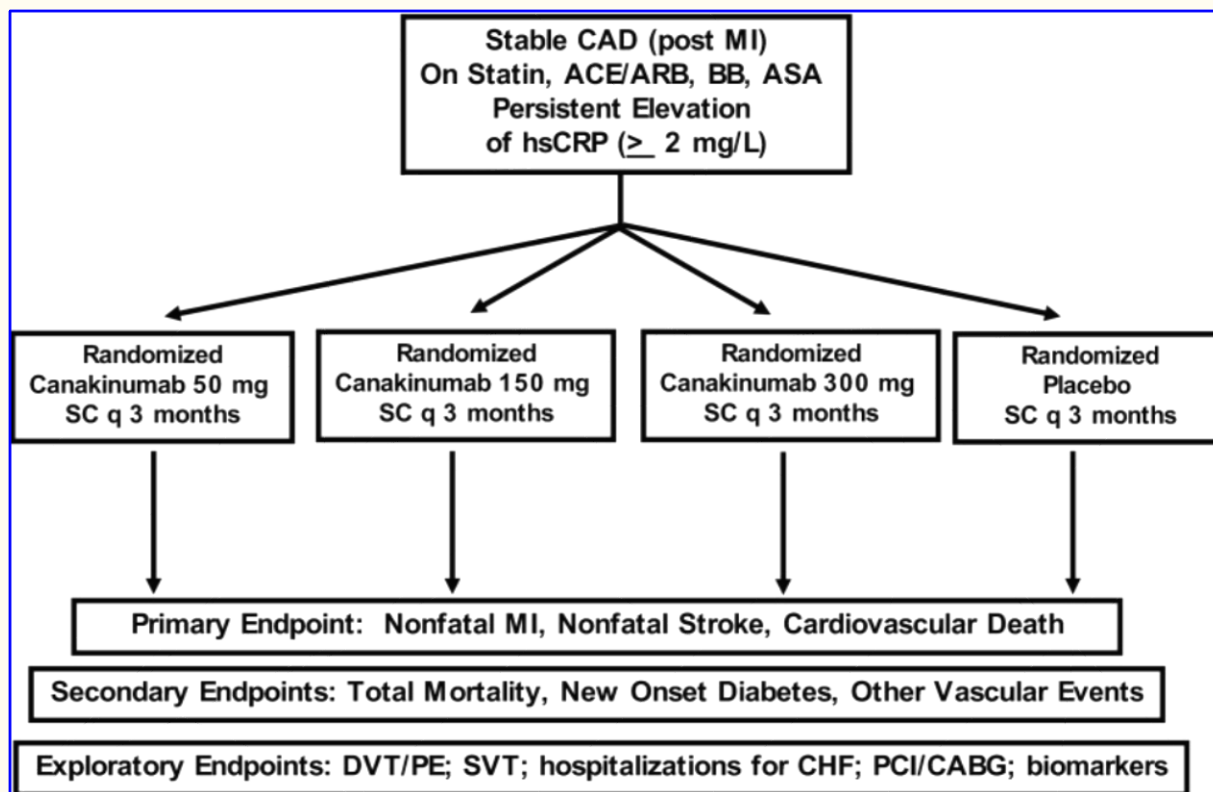 Stable CAD (post MI)
On Statin, ACE/ARB, BB, ASA
Persistent Elevation
of hsCRP (≥ 2 mg/L)
Randomized
Canakinumab 50 mg
SC q 3 months
Randomized
Canakinumab 150 mg
SC q 3 months
Randomized
Canakinumab 300 mg
SC q 3 months
Randomized
Placebo
SC q 3 months
Primary Endpoint: Nonfatal MI, Nonfatal Stroke, Cardiovascular Death
Secondary Endpoints: Total Mortality, New Onset Diabetes, Other Vascular Events
Exploratory Endpoints: DVT/PE; SVT; hospitalizations for CHF; PCI/CABG; biomarkers